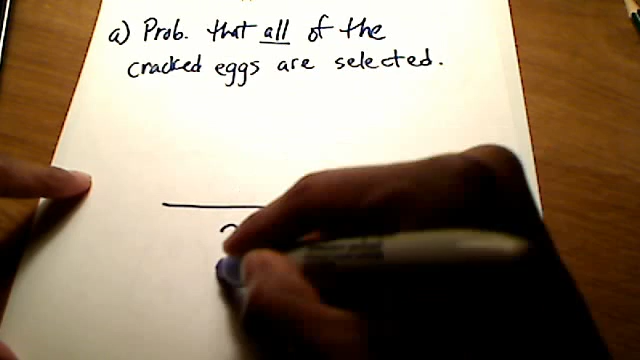 a) Prob. that all of the
cracked eggs are selected.